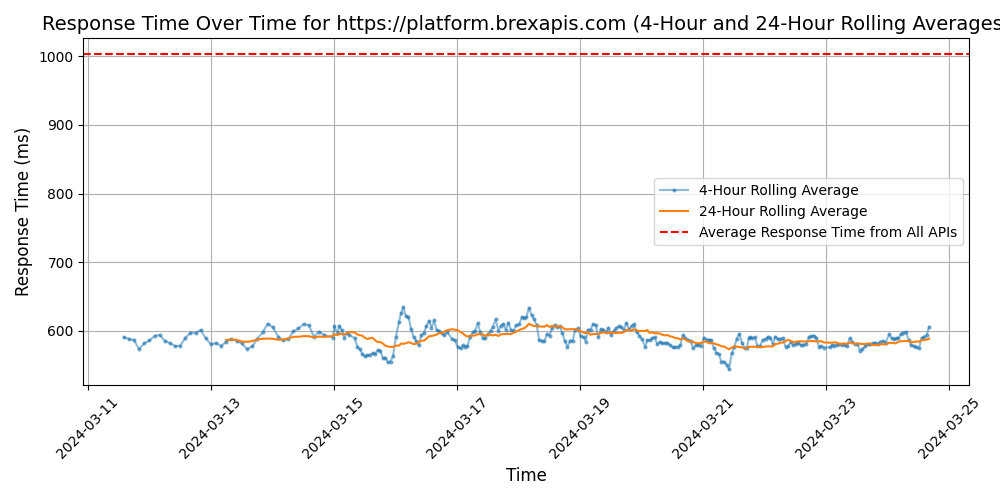 Response Time Over Time for https://platform.brexapis.com (4-Hour and 24-Hour Rolling Averages
1000
900
800
700
600
Response Time (ms)
4-Hour Rolling Average
24-Hour Rolling Average
Average Response Time from All APIs
2024-03-11
2024-03-13
2024-03-15
2024-03-17
2024-03-19
2024-03-21
2024-03-23
2024-03-25
Time